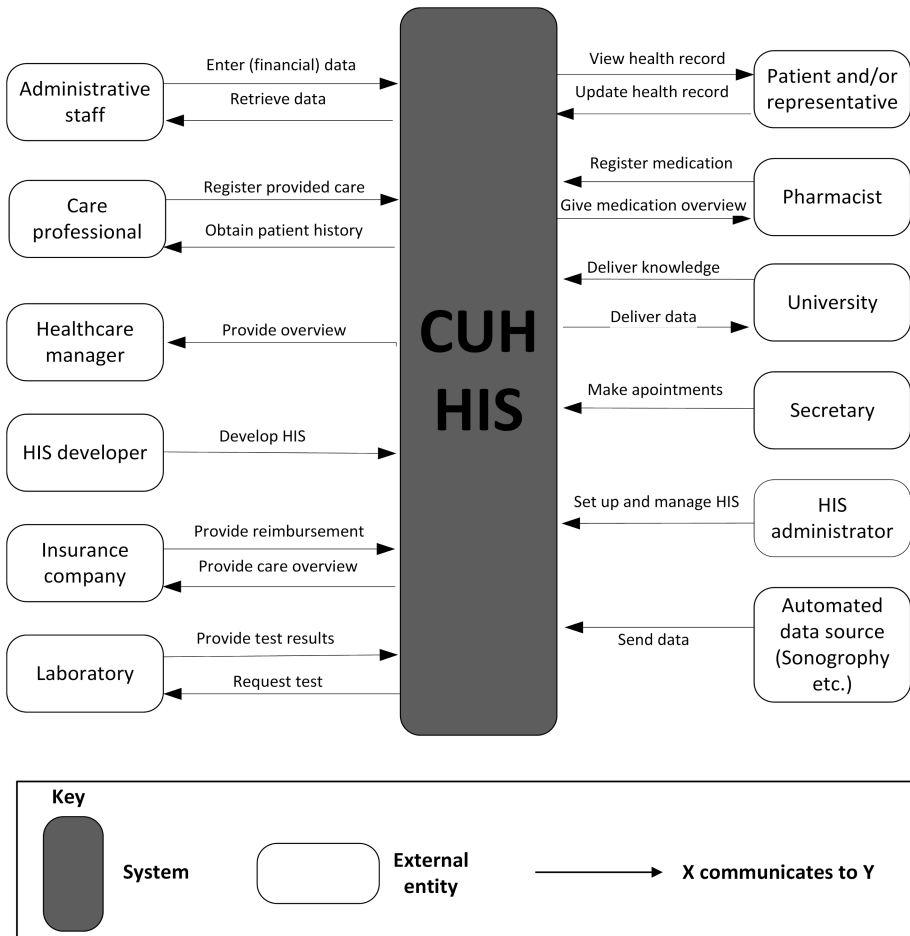 Enter (financial) data
Administrative
staff
Retrieve data
Register provided care
Care
professional
Obtain patient history
Healthcare
manager
Provide overview
HIS developer
Develop HIS
Provide reimbursement
Insurance
company
Provide care overview
Provide test results
Laboratory
Request test
CUH
HIS
View health record
Patient and/or
representative
Update health record
Register medication
Pharmacist
Give medication overview
Deliver knowledge
University
Deliver data
Make apointments
Secretary
Set up and manage HIS
HIS
administrator
Automated
data source
(Sonogrophy
etc.)
Send data
Key
System
External
entity
X communicates to Y